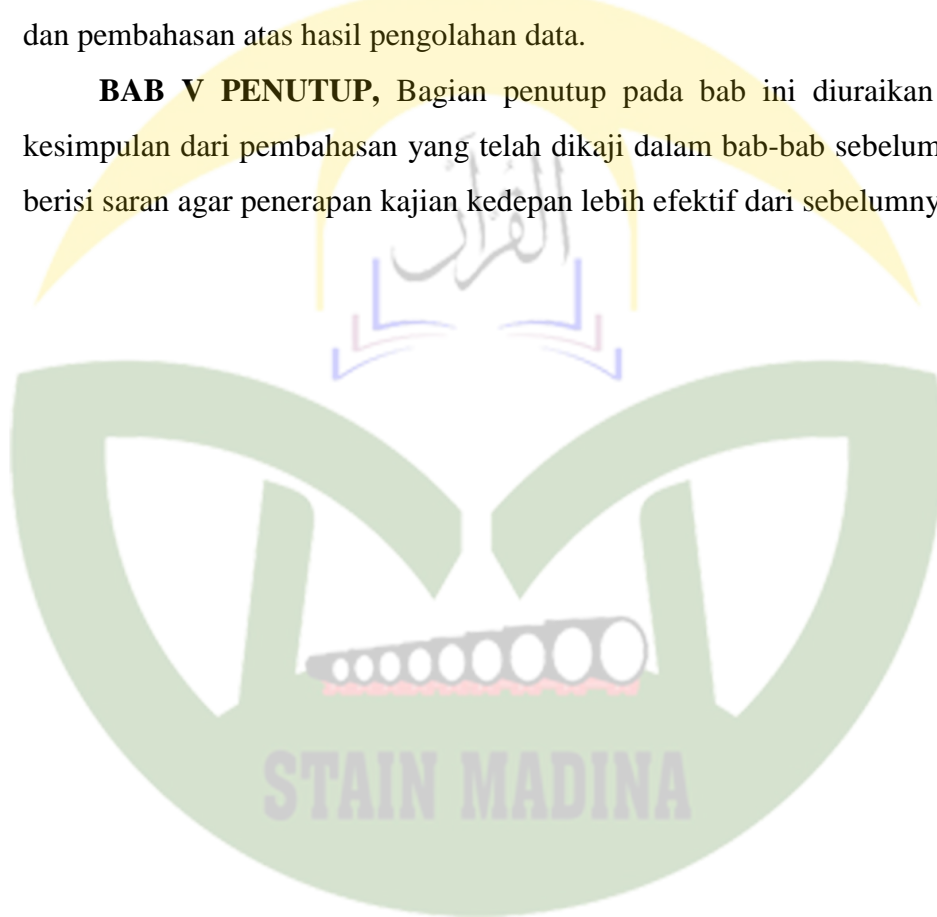 dan pembahasan atas hasil pengolahan data.
BAB V PENUTUP, Bagian penutup pada bab ini diuraikan
kesimpulan dari pembahasan yang telah dikaji dalam bab-bab sebelum
berisi saran agar penerapan kajian kedepan lebih efektif dari sebelumny
القرآن
STAIN MADINA